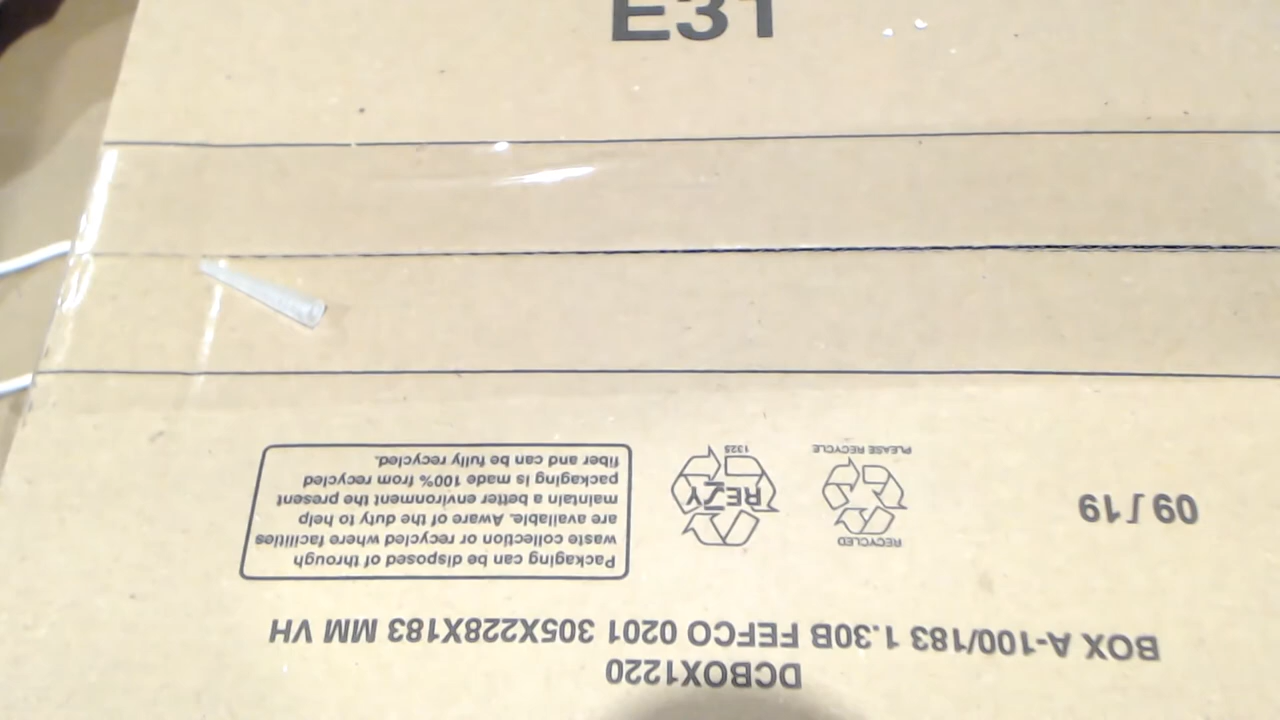 DCBOX1220
BOX A-100/183 1.30B FEFCO 0201 305X228X183 MM VH
Packaging can be disposed of through
waste collection or recycled where facilities
are available. Aware of the duty to help
maintain a better environment the present
packaging is made 100% from recycled
fiber and can be fully recycled.
REZY
1325
RECYCLED
PLEASE RECYCLE
09 / 19
E31